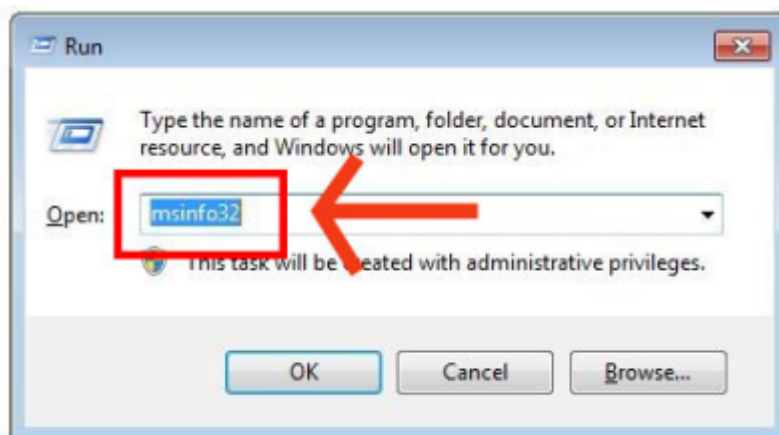 Run
Type the name of a program, folder, document, or Internet
resource, and Windows will open it for you.
Open: msinfo32
This task will be created with administrative privileges.
OK Cancel Browse...